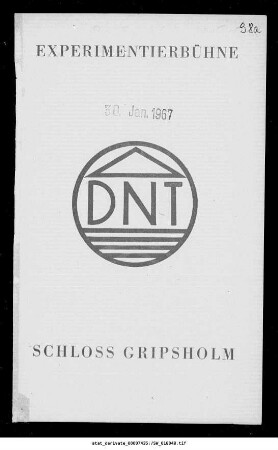 98a
EXPERIMENTIERBÜHNE
30. Jan. 1967
DNT
SCHLOSS GRIPSHOLM